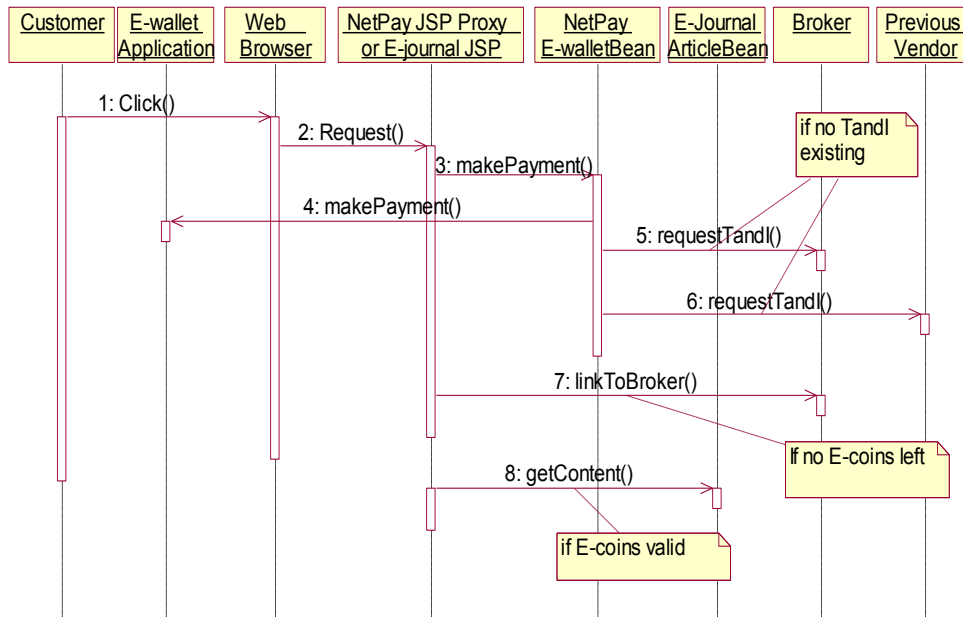 Customer
E-wallet
Application
Web
Browser
NetPay JSP Proxy
or E-journal JSP
NetPay
E-walletBean
E-Journal
ArticleBean
Broker
Previous
Vendor
1: Click()
2: Request()
if no TandI
existing
3: makePayment()
4: makePayment()
5: requestTandI()
6: requestTandI()
7: linkToBroker()
If no E-coins left
8: getContent()
if E-coins valid